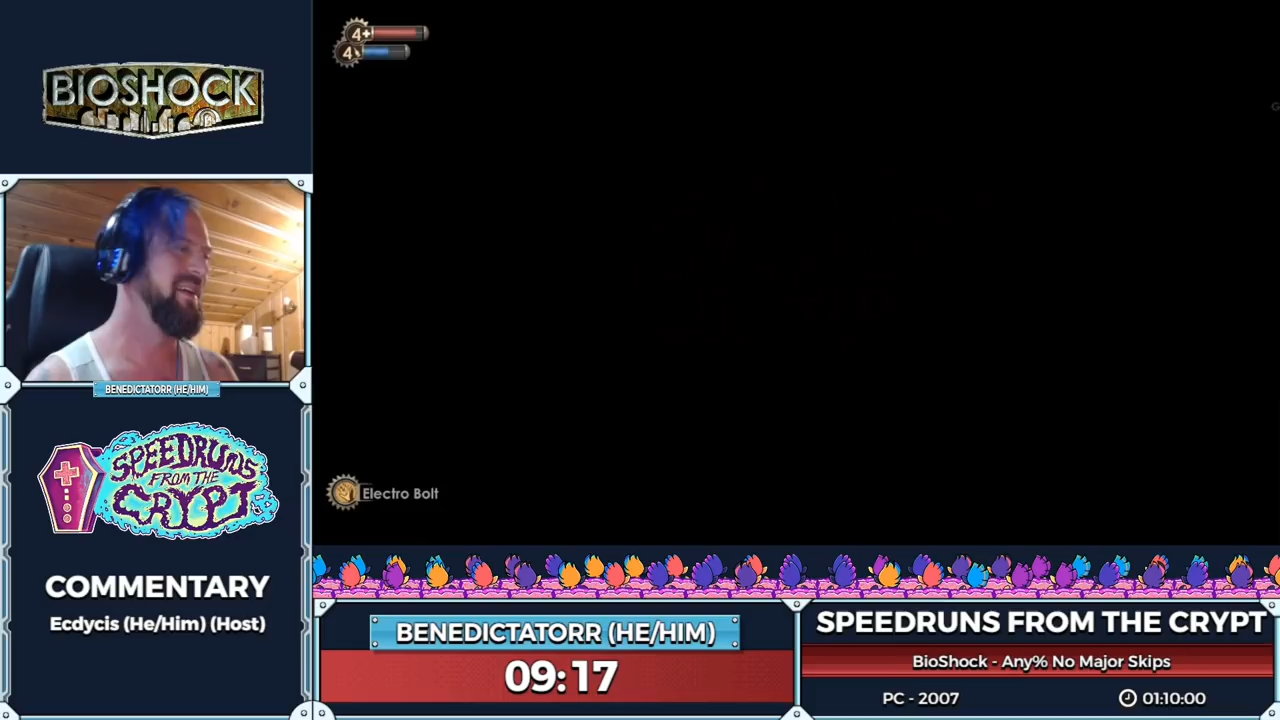 BIOSHOCK
4
4
BENEDICTATORR (HE/HIM)
SPEEDRUNS
FROM THE
CRYPT
Electro Bolt
COMMENTARY
Ecdycis (He/Him) (Host)
BENEDICTATORR (HE/HIM)
09:17
SPEEDRUNS FROM THE CRYPT
BioShock - Any% No Major Skips
PC - 2007
01:10:00